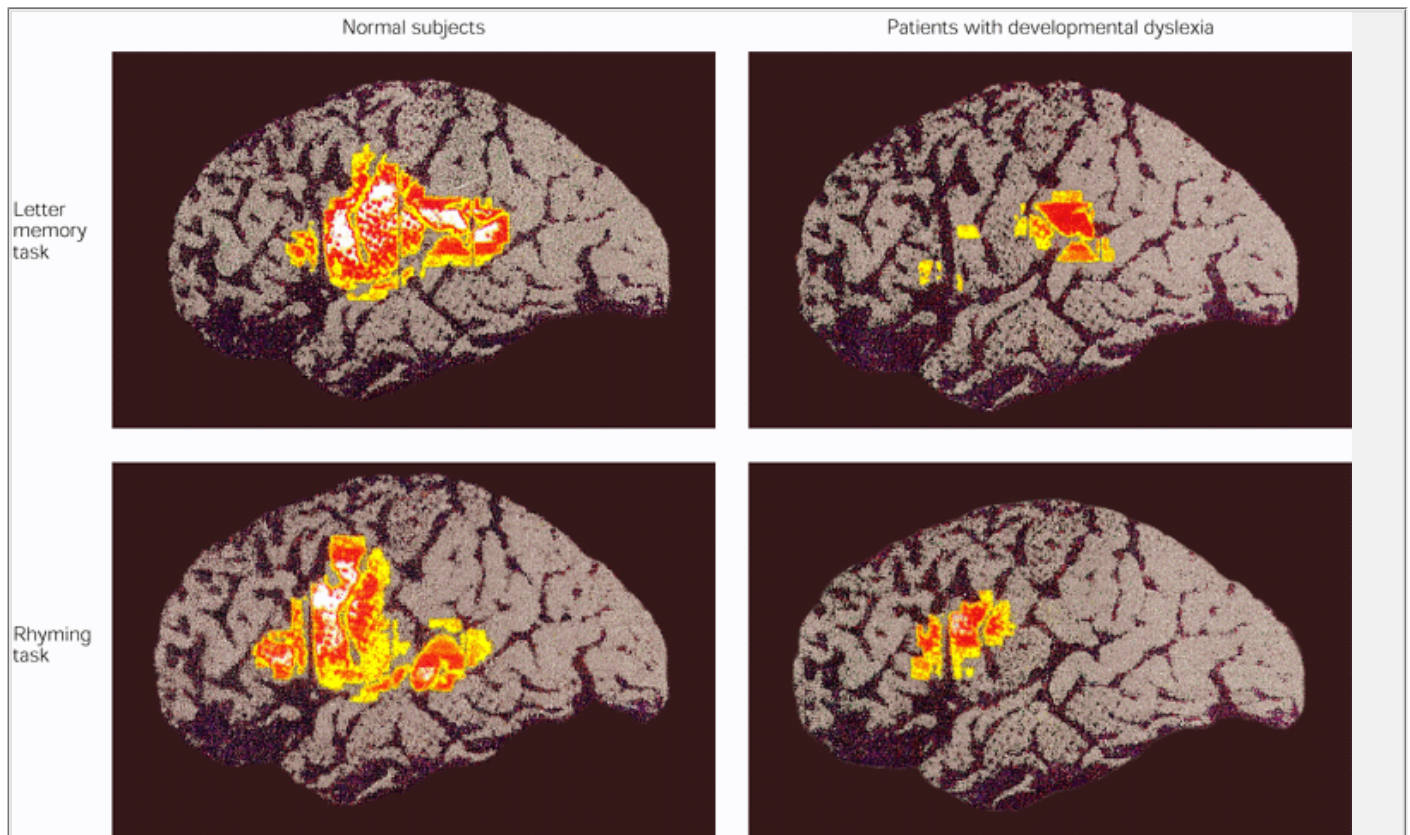 Normal subjects
Patients with developmental dyslexia
Letter
memory
task
Rhyming
task